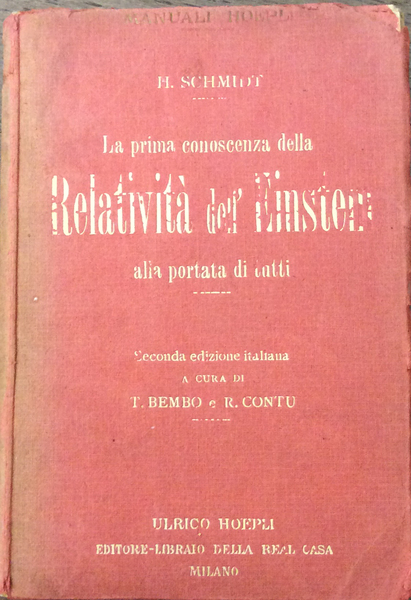 MANUALI HOEPLI
H. SCHMIDT
La prima conoscenza della
Relatività dell' Einstein
alla portata di tutti
Seconda edizione italiana
A CURA DI
T. BEMBO e R. CONTU
ULRICO HOEPLI
EDITORE-LIBRAIO DELLA REAL CASA
MILANO